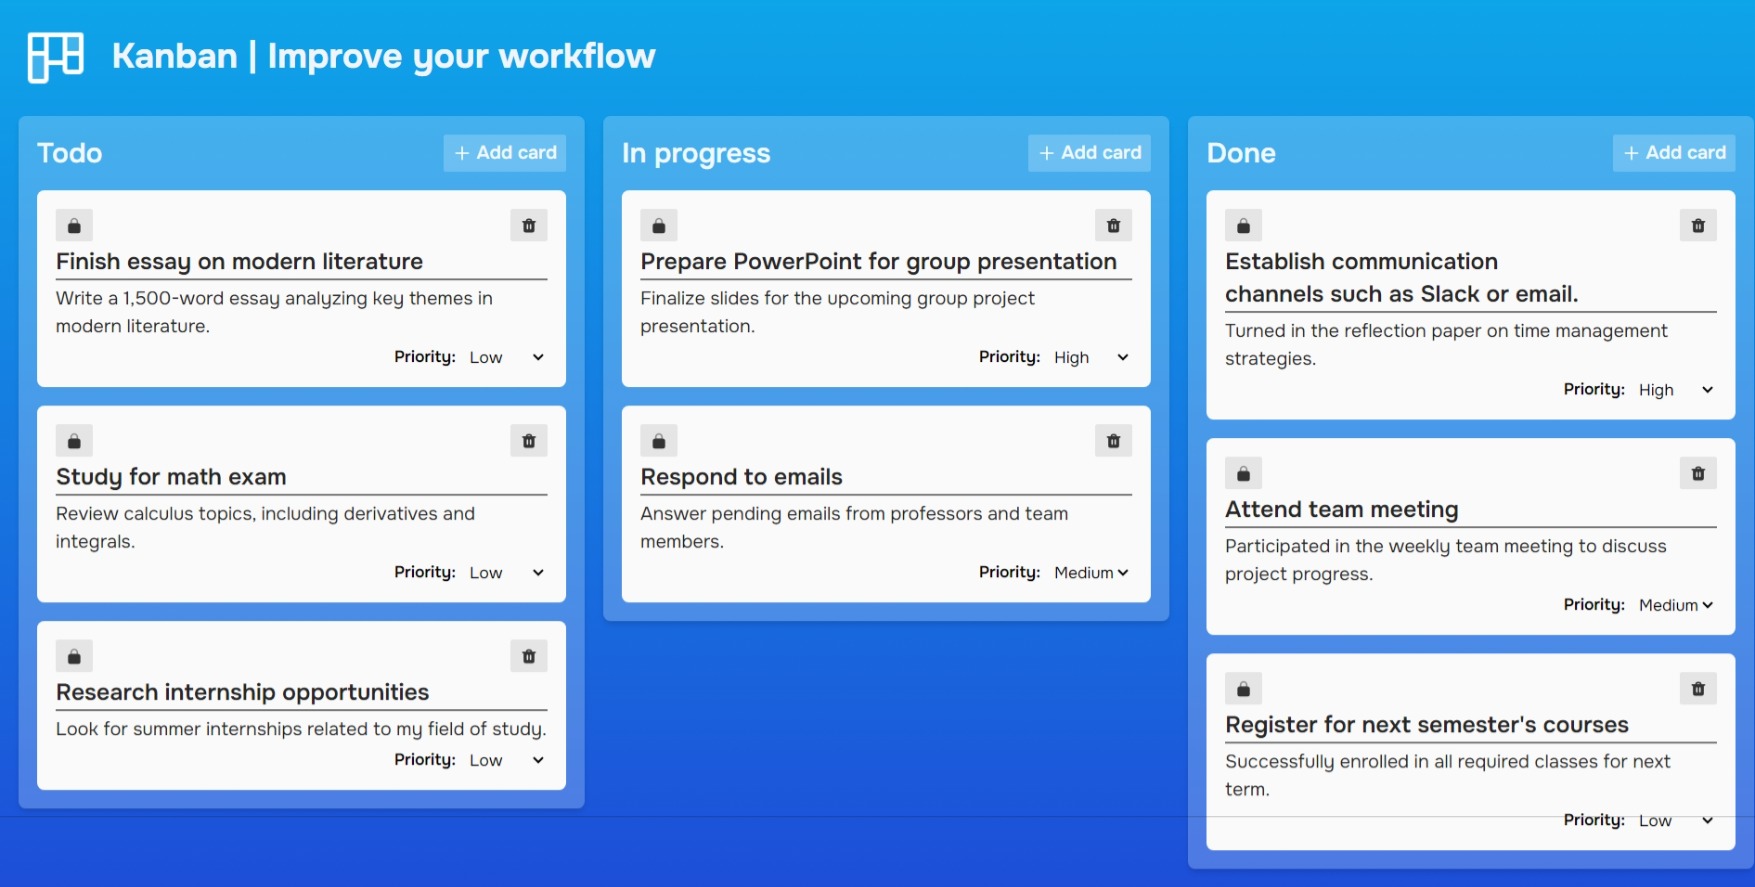 Kanban | Improve your workflow
Todo
+ Add card
Finish essay on modern literature
Write a 1,500-word essay analyzing key themes in
modern literature.
Priority: Low
Study for math exam
Review calculus topics, including derivatives and
integrals.
Priority: Low
Research internship opportunities
Look for summer internships related to my field of study.
Priority: Low
In progress
+ Add card
Prepare PowerPoint for group presentation
Finalize slides for the upcoming group project
presentation.
Priority: High
Respond to emails
Answer pending emails from professors and team
members.
Priority: Medium
Done
+ Add card
Establish communication
channels such as Slack or email.
Turned in the reflection paper on time management
strategies.
Priority: High
Attend team meeting
Participated in the weekly team meeting to discuss
project progress.
Priority: Medium
Register for next semester's courses
Successfully enrolled in all required classes for next
term.
Priority: Low